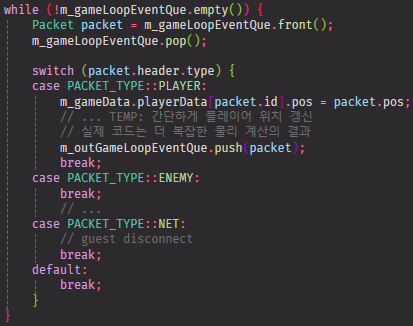 while (!m_gameLoopEventQue.empty()) {
    Packet packet = m_gameLoopEventQue.front();
    m_gameLoopEventQue.pop();

    switch (packet.header.type) {
    case PACKET_TYPE::PLAYER:
        m_gameData.playerData[packet.id].pos = packet.pos;
        // ... TEMP: 간단하게 플레이어 위치 갱신
        // 실제 코드는 더 복잡한 물리 계산의 결과
        m_outGameLoopEventQue.push(packet);
        break;
    case PACKET_TYPE::ENEMY:
        break;
        // ...
    case PACKET_TYPE::NET:
        // guest disconnect
        break;
    default:
        break;
    }
}